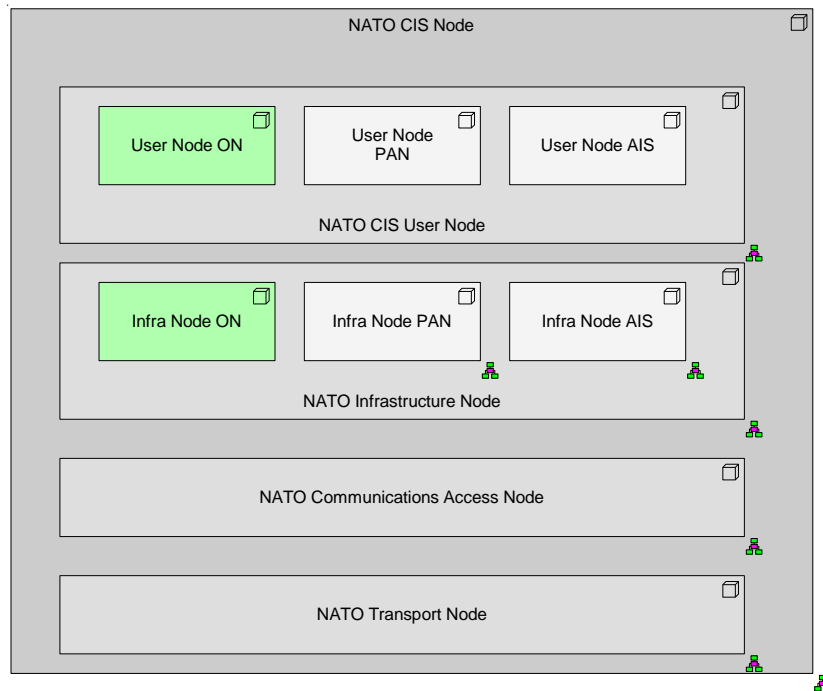 NATO CIS Node
User Node ON
User Node
PAN
User Node AIS
NATO CIS User Node
Infra Node ON
Infra Node PAN
Infra Node AIS
NATO Infrastructure Node
NATO Communications Access Node
NATO Transport Node